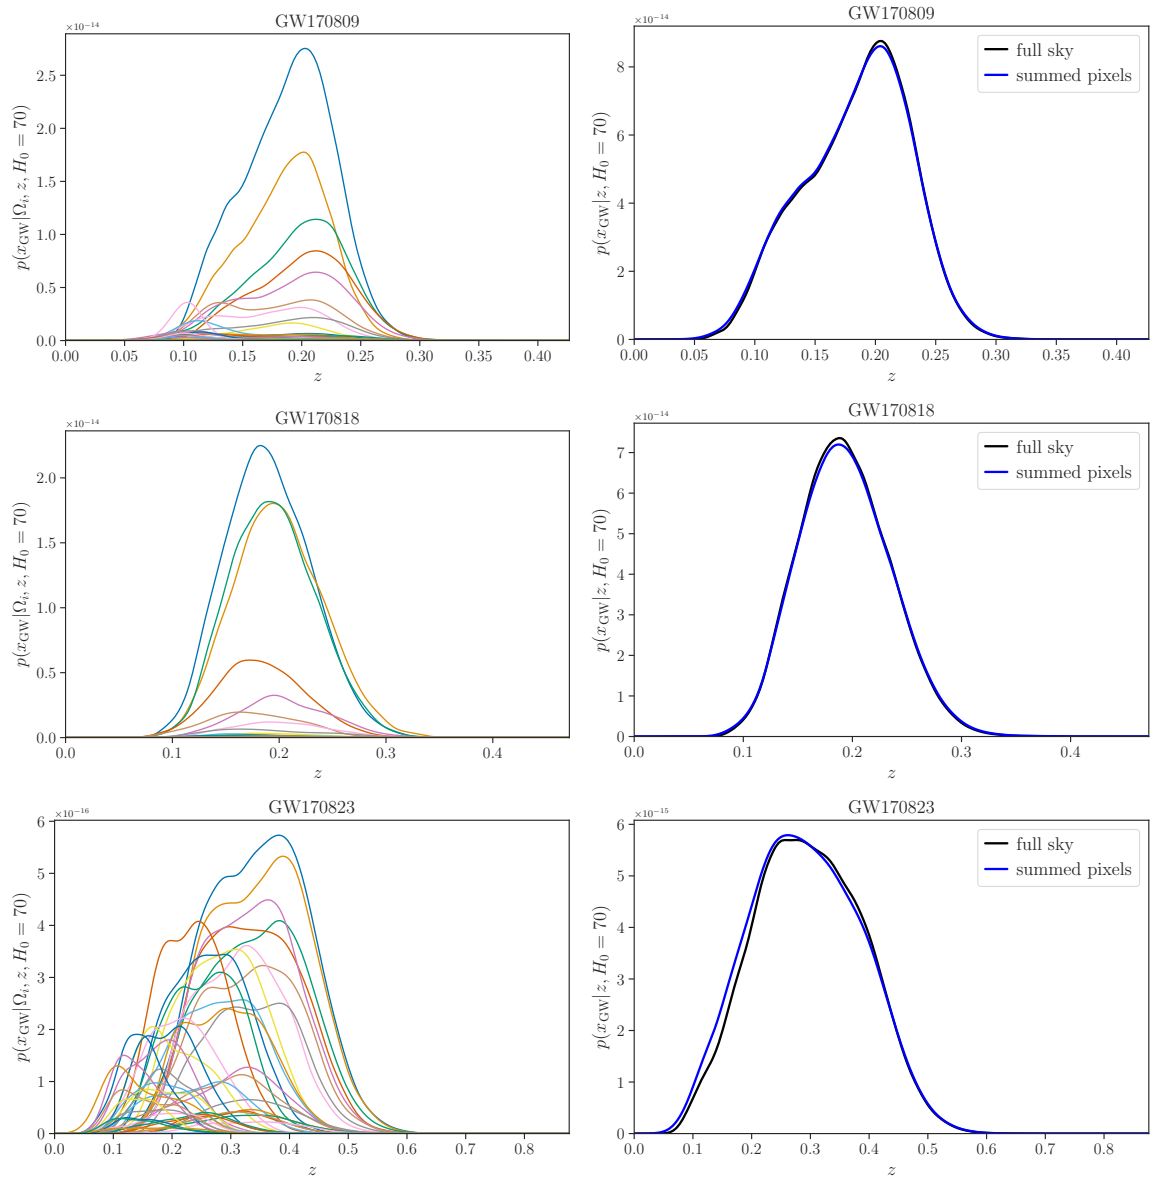 GW170809
×10⁻¹⁴
2.5
2.0
1.5
1.0
0.5
0.0
p(x_GW|Ω_i, z, H_0 = 70)
0.00 0.05 0.10 0.15 0.20 0.25 0.30 0.35 0.40
z
GW170809
×10⁻¹⁴
full sky
summed pixels
8
6
4
2
0
p(x_GW|z, H_0 = 70)
0.00 0.05 0.10 0.15 0.20 0.25 0.30 0.35 0.40
z
GW170818
×10⁻¹⁴
2.0
1.5
1.0
0.5
0.0
p(x_GW|Ω_i, z, H_0 = 70)
0.0 0.1 0.2 0.3 0.4
z
GW170818
×10⁻¹⁴
full sky
summed pixels
7
6
5
4
3
2
1
0
p(x_GW|z, H_0 = 70)
0.0 0.1 0.2 0.3 0.4
z
GW170823
×10⁻¹⁶
6
5
4
3
2
1
0
p(x_GW|Ω_i, z, H_0 = 70)
0.0 0.1 0.2 0.3 0.4 0.5 0.6 0.7 0.8
z
GW170823
×10⁻¹⁵
full sky
summed pixels
6
5
4
3
2
1
0
p(x_GW|z, H_0 = 70)
0.0 0.1 0.2 0.3 0.4 0.5 0.6 0.7 0.8
z